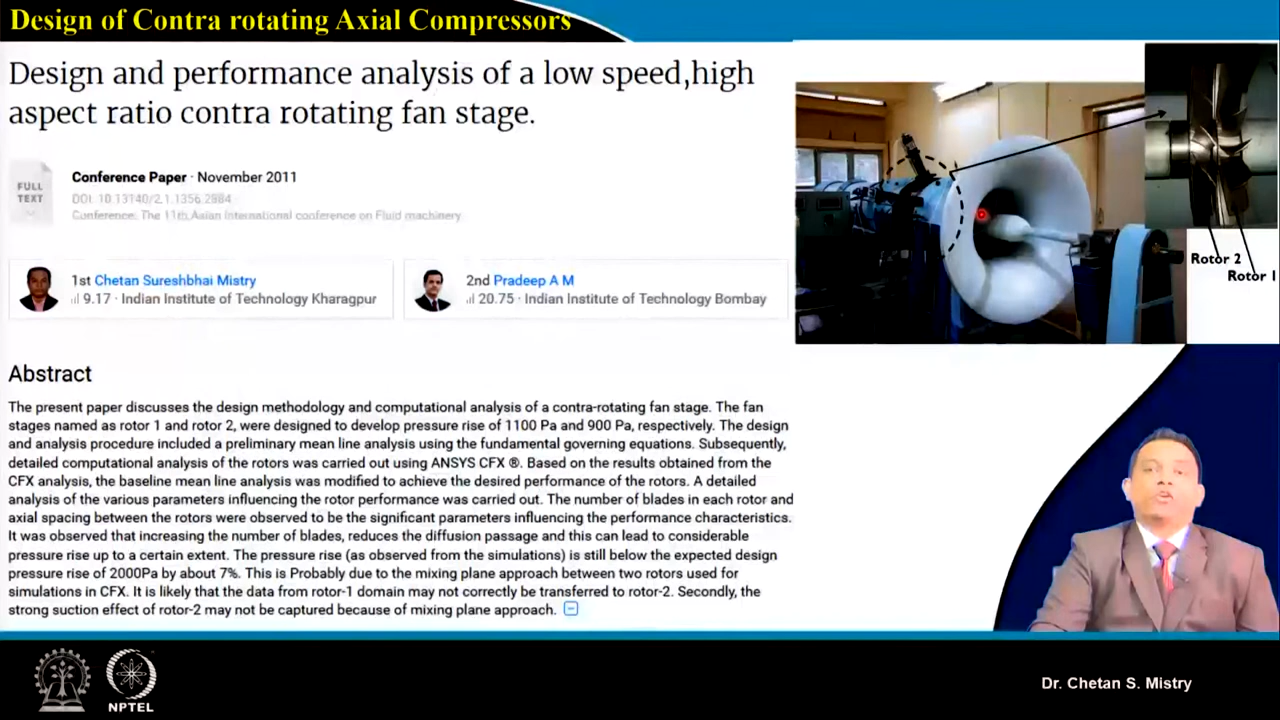 Design of Contra rotating Axial Compressors
Design and performance analysis of a low speed,high
aspect ratio contra rotating fan stage.
FULL
TEXT
Conference Paper · November 2011
DOI: 10.13140/2.1.1356.2884
Conference: The 11th Asian International conference on Fluid machinery
1st Chetan Sureshbhai Mistry
9.17 · Indian Institute of Technology Kharagpur
2nd Pradeep A M
20.75 · Indian Institute of Technology Bombay
Rotor 2
Rotor 1
Abstract
The present paper discusses the design methodology and computational analysis of a contra-rotating fan stage. The fan
stages named as rotor 1 and rotor 2, were designed to develop pressure rise of 1100 Pa and 900 Pa, respectively. The design
and analysis procedure included a preliminary mean line analysis using the fundamental governing equations. Subsequently,
detailed computational analysis of the rotors was carried out using ANSYS CFX ®. Based on the results obtained from the
CFX analysis, the baseline mean line analysis was modified to achieve the desired performance of the rotors. A detailed
analysis of the various parameters influencing the rotor performance was carried out. The number of blades in each rotor and
axial spacing between the rotors were observed to be the significant parameters influencing the performance characteristics.
It was observed that increasing the number of blades, reduces the diffusion passage and this can lead to considerable
pressure rise up to a certain extent. The pressure rise (as observed from the simulations) is still below the expected design
pressure rise of 2000Pa by about 7%. This is Probably due to the mixing plane approach between two rotors used for
simulations in CFX. It is likely that the data from rotor-1 domain may not correctly be transferred to rotor-2. Secondly, the
strong suction effect of rotor-2 may not be captured because of mixing plane approach.
NPTEL
Dr. Chetan S. Mistry